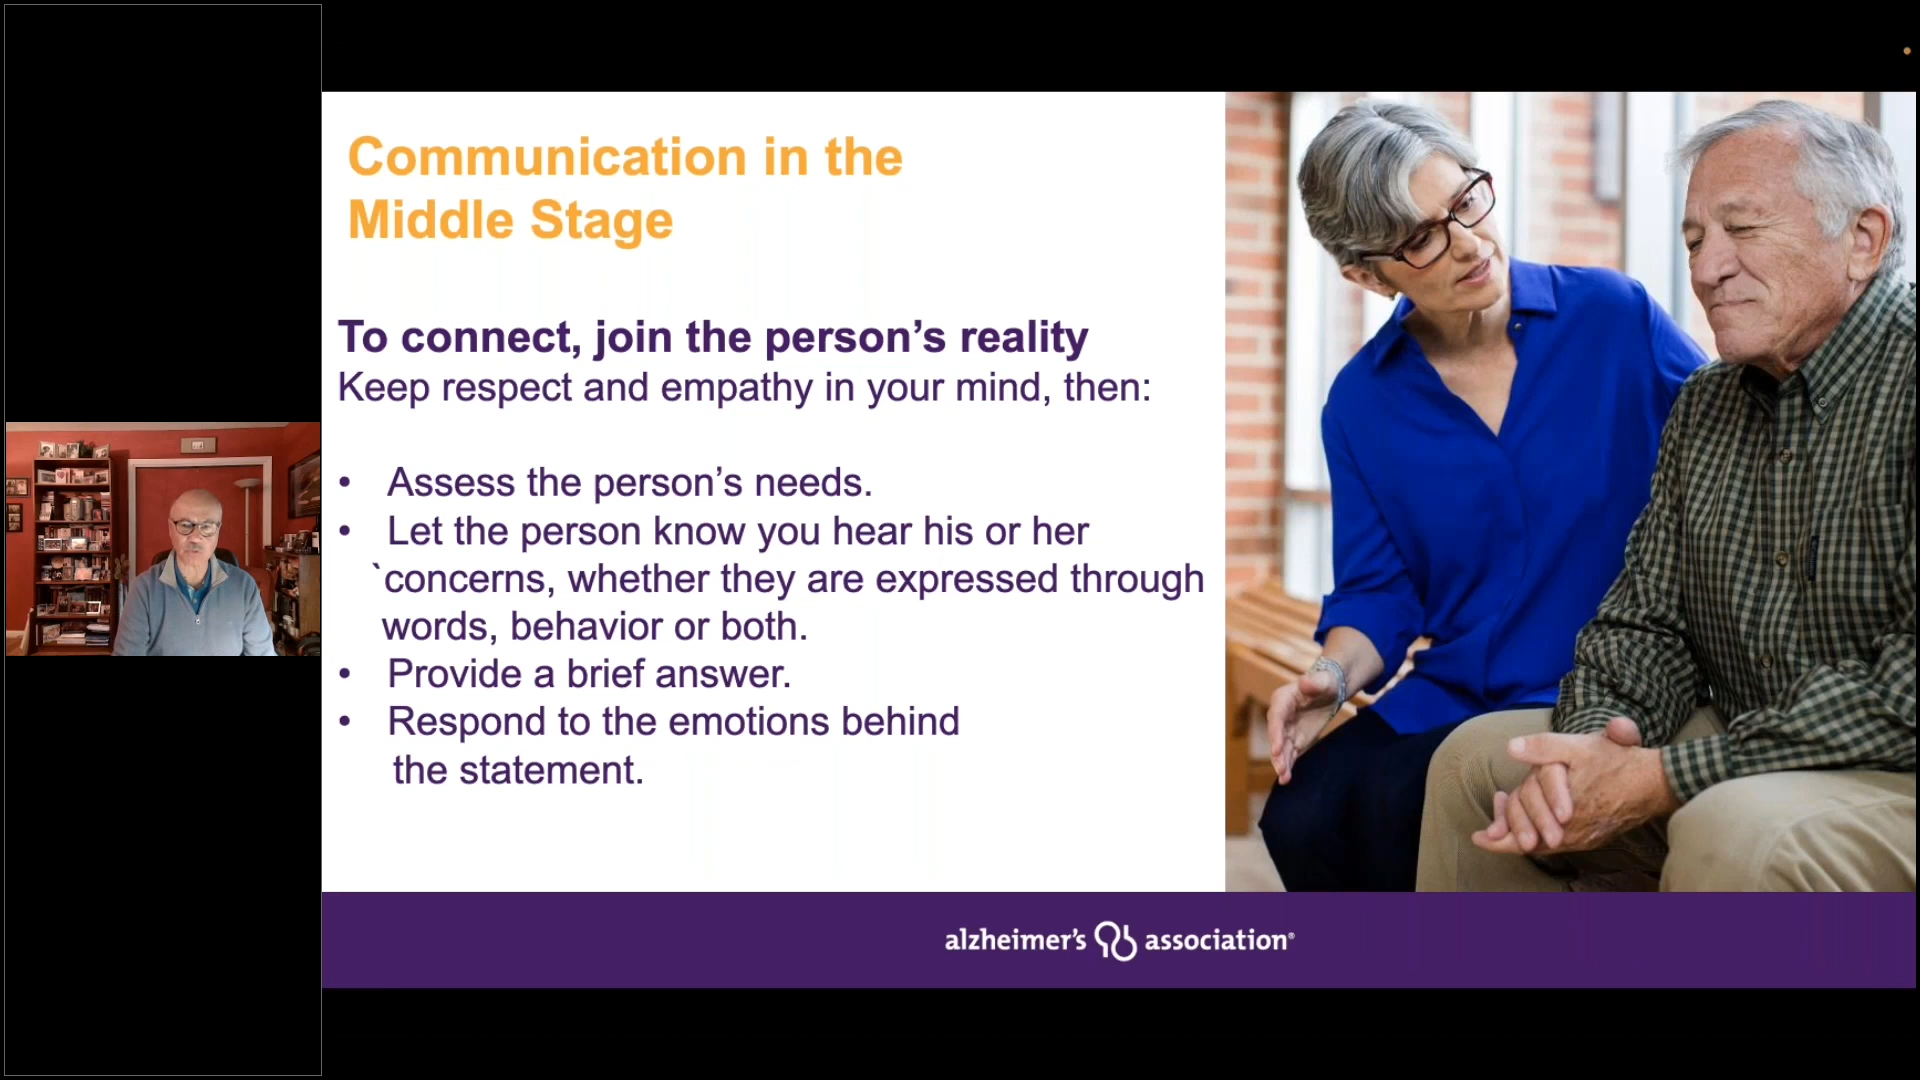 Communication in the
Middle Stage
To connect, join the person’s reality
Keep respect and empathy in your mind, then:
• Assess the person’s needs.
• Let the person know you hear his or her
`concerns, whether they are expressed through
words, behavior or both.
• Provide a brief answer.
• Respond to the emotions behind
the statement.
alzheimer’s association®